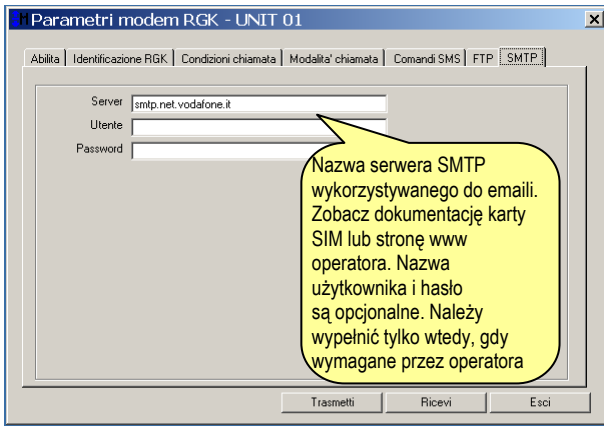 Parametri modem RGK - UNIT 01
Abilita Identificazione RGK Condizioni chiamata Modalita' chiamata Comandi SMS FTP SMTP
Server smtp.net.vodafone.it
Utente
Password
Nazwa serwera SMTP
wykorzystywanego do emaili.
Zobacz dokumentację karty
SIM lub stronę www
operatora. Nazwa
użytkownika i hasło
są opcjonalne. Należy
wypełnić tylko wtedy, gdy
wymagane przez operatora
Trasmetti Ricevi Esci